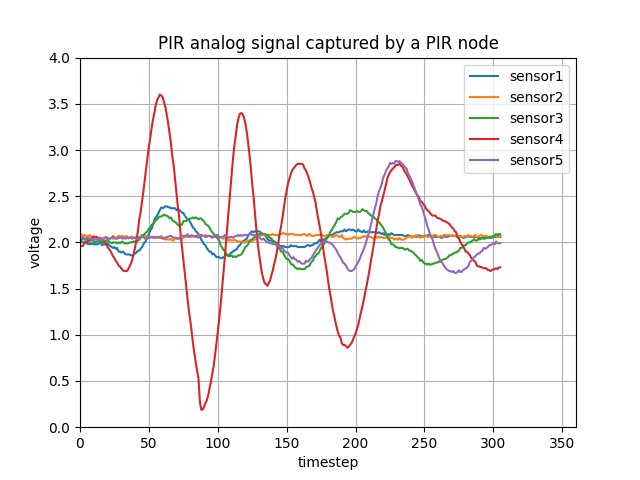 PIR analog signal captured by a PIR node
4.0
3.5
3.0
2.5
2.0
1.5
1.0
0.5
0.0
voltage
0 50 100 150 200 250 300 350
timestep
sensor1
sensor2
sensor3
sensor4
sensor5